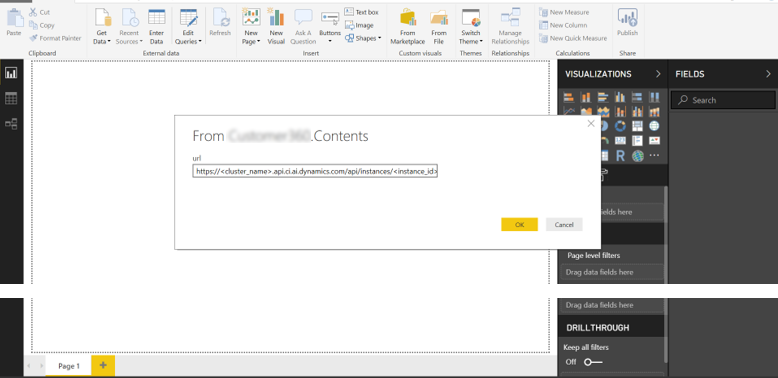 Cut
Copy
Format Painter
Paste
Clipboard
Get Data
Recent Sources
Enter Data
Edit Queries
External data
Refresh
New Page
New Visual
Ask A Question
Buttons
Text box
Image
Shapes
Insert
From Marketplace
From File
Custom visuals
Switch Theme
Themes
Manage Relationships
Relationships
New Measure
New Column
New Quick Measure
Calculations
Publish
Share
VISUALIZATIONS
FIELDS
Search
From .Contents
url
https://<cluster_name>.api.ci.ai.dynamics.com/api/instances/<instance_id>
OK
Cancel
fields here
Page level filters
Drag data fields here
Drag data fields here
DRILLTHROUGH
Keep all filters
Off
Page 1